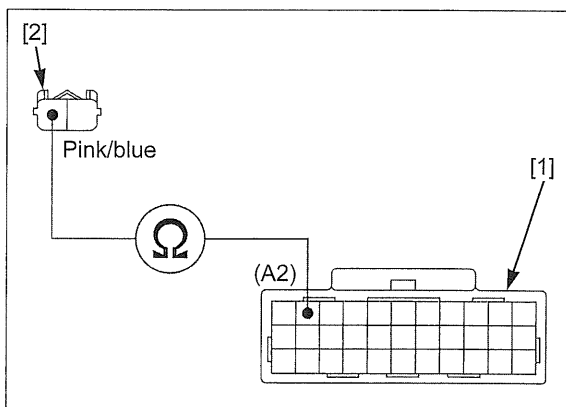 [2]
Pink/blue
[1]
Ω
(A2)